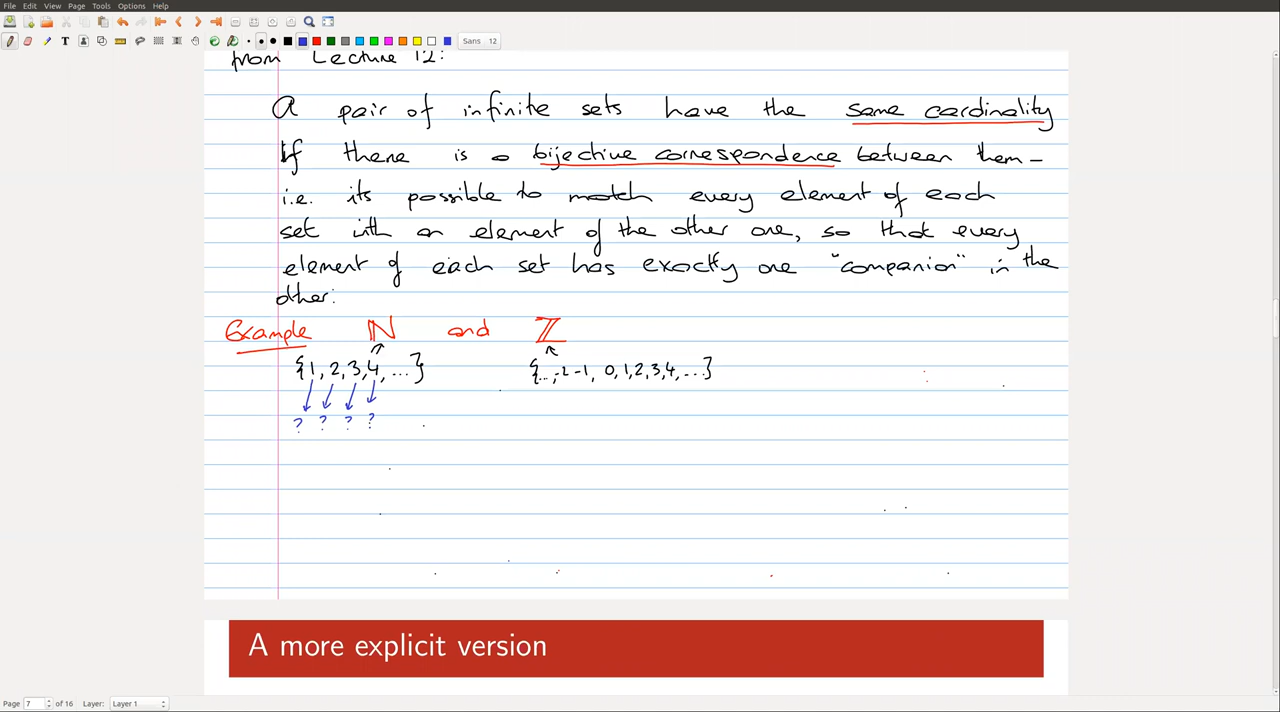 File Edit View Page Tools Options Help
Sans 12
from Lecture 12:
A pair of infinite sets have the same cardinality
If there is a bijective correspondence between them –
i.e. its possible to match every element of each
set with an element of the other one, so that every
element of each set has exactly one "companion" in the
other:
Example ℕ and ℤ
{1, 2, 3, 4, ...} {..., -2 -1, 0, 1, 2, 3, 4, ...}
? ? ? ?
A more explicit version
Page 7 of 16 Layer: Layer 1